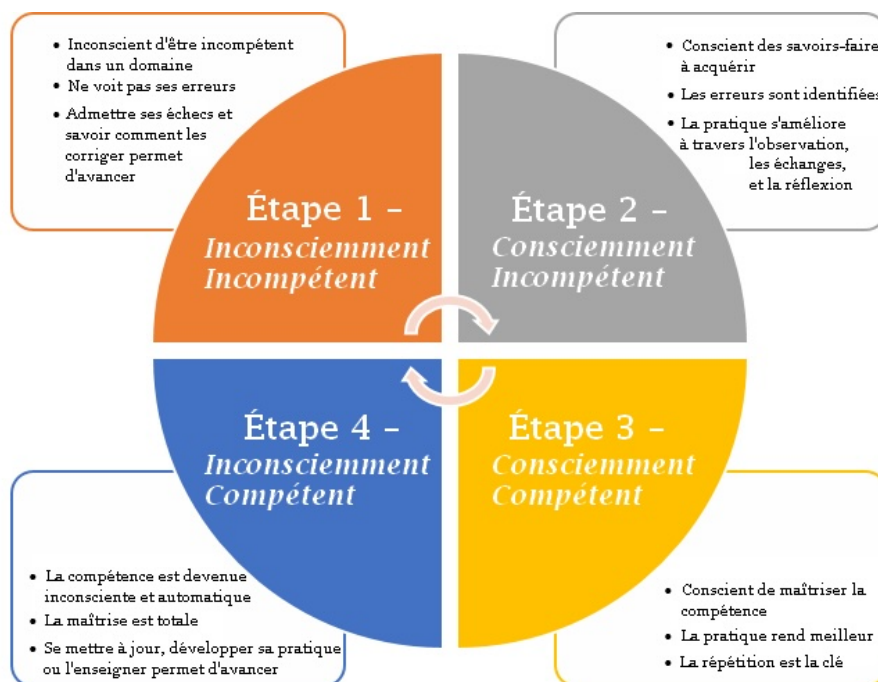 • Inconscient d'être incompétent
dans un domaine
• Ne voit pas ses erreurs
• Admettre ses échecs et
savoir comment les
corriger permet
d'avancer
Étape 1 –
Inconsciemment
Incompétent
• Conscient des savoirs-faire
à acquérir
• Les erreurs sont identifiées
• La pratique s'améliore
à travers l'observation,
les échanges,
et la réflexion
Étape 2 –
Consciemment
Incompétent
Étape 4 –
Inconsciemment
Compétent
• La compétence est devenue
inconsciente et automatique
• La maîtrise est totale
• Se mettre à jour, développer sa pratique
ou l'enseigner permet d'avancer
Étape 3 –
Consciemment
Compétent
• Conscient de maîtriser la
compétence
• La pratique rend meilleur
• La répétition est la clé